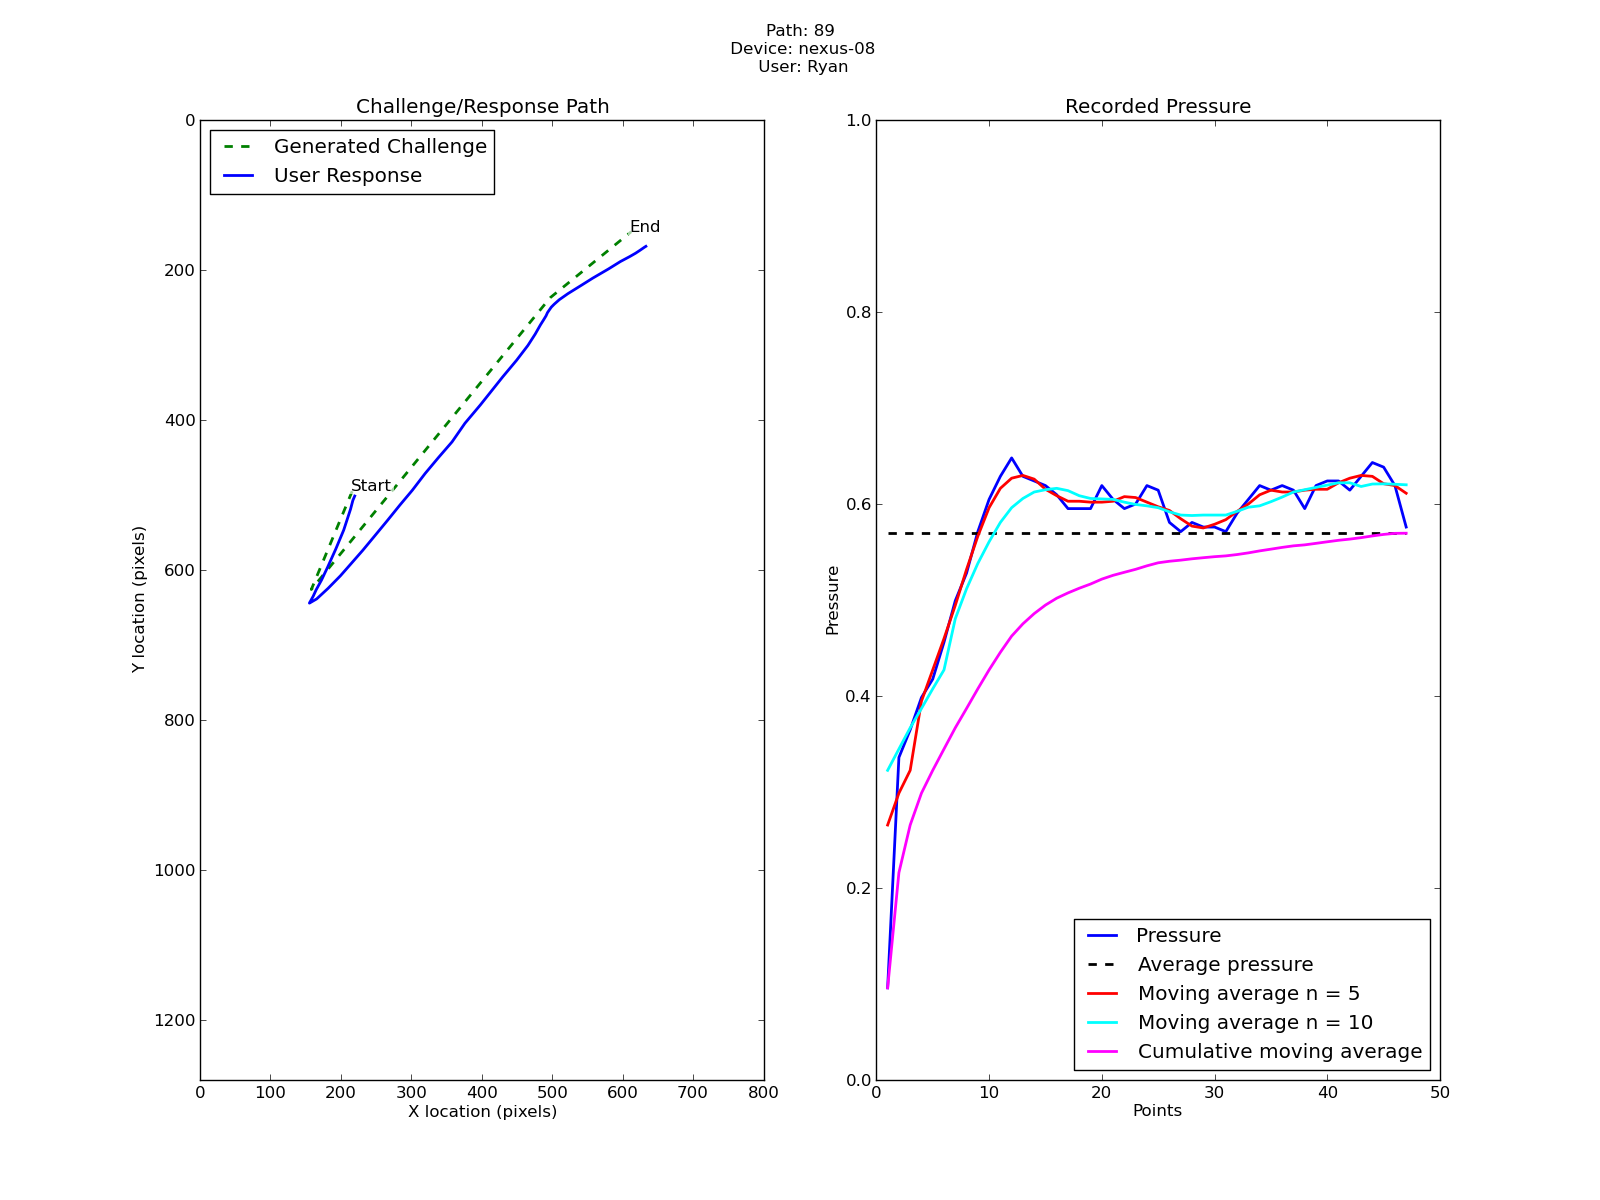 Path: 89
Device: nexus-08
User: Ryan
Challenge/Response Path
Generated Challenge
User Response
End
Start
0
200
400
600
800
1000
1200
Y location (pixels)
0 100 200 300 400 500 600 700 800
X location (pixels)
Recorded Pressure
1.0
0.8
0.6
0.4
0.2
0.0
Pressure
Pressure
Average pressure
Moving average n = 5
Moving average n = 10
Cumulative moving average
0 10 20 30 40 50
Points